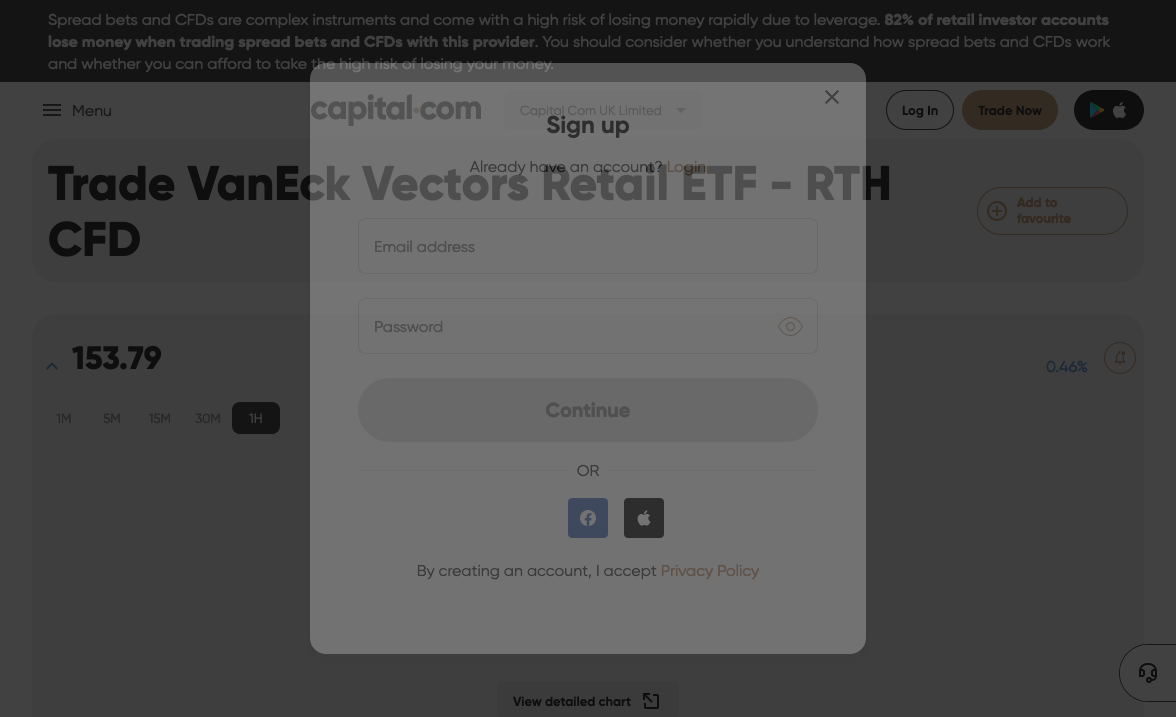 Spread bets and CFDs are complex instruments and come with a high risk of losing money rapidly due to leverage. 82% of retail investor accounts
lose money when trading spread bets and CFDs with this provider. You should consider whether you understand how spread bets and CFDs work
and whether you can afford to take the high risk of losing your money.
Menu
capital.com
Capital Com UK Limited
Log In
Trade Now
Sign up
Already have an account? Login
Trade VanEck Vectors Retail ETF - RTH
CFD
Add to
favourite
Email address
Password
153.79
0.46%
1M 5M 15M 30M 1H
Continue
OR
By creating an account, I accept Privacy Policy
View detailed chart